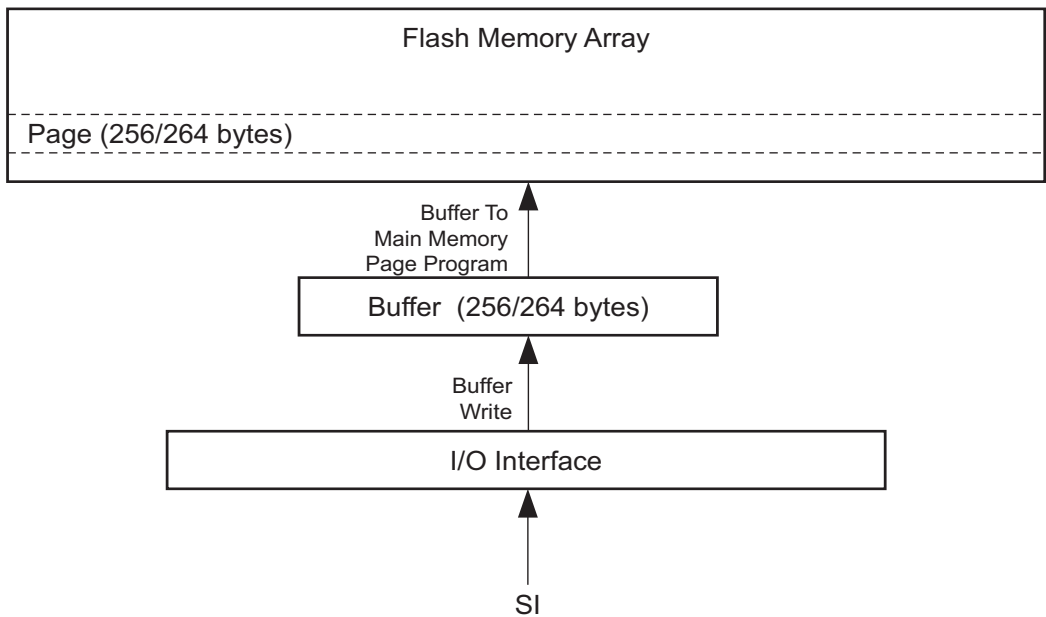 Flash Memory Array
Page (256/264 bytes)
Buffer To
Main Memory
Page Program
Buffer (256/264 bytes)
Buffer
Write
I/O Interface
SI